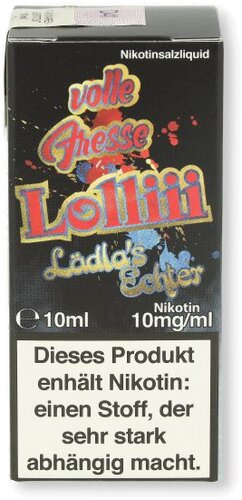 Nikotinsalzliquid
volle
Fresse
Lolliii
Lädla's
Echter
Nikotin
℮ 10ml 10mg/ml
Dieses Produkt
enhält Nikotin:
einen Stoff, der
sehr stark
abhängig macht.